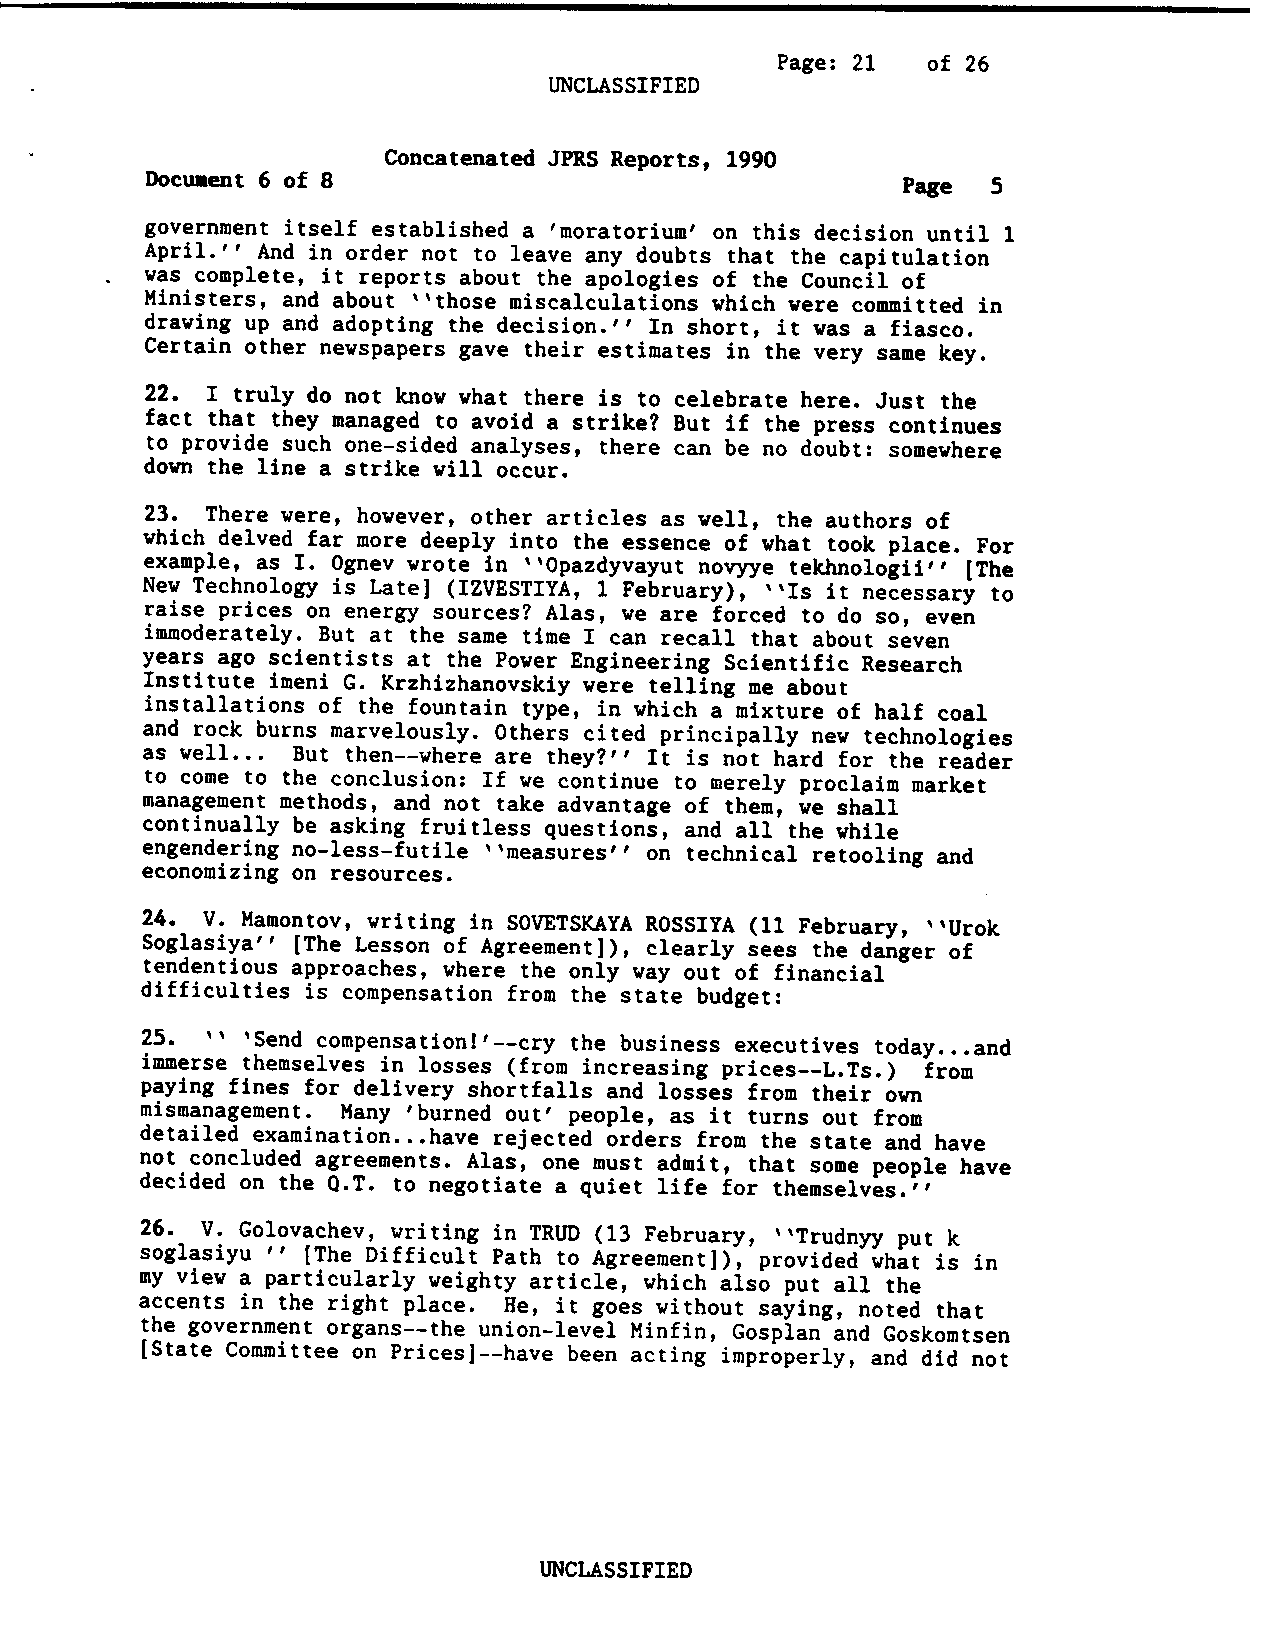 Page: 21 of 26
UNCLASSIFIED
Concatenated JPRS Reports, 1990
Document 6 of 8 Page 5
government itself established a 'moratorium' on this decision until 1
April.'' And in order not to leave any doubts that the capitulation
was complete, it reports about the apologies of the Council of
Ministers, and about ``those miscalculations which were committed in
drawing up and adopting the decision.'' In short, it was a fiasco.
Certain other newspapers gave their estimates in the very same key.
22. I truly do not know what there is to celebrate here. Just the
fact that they managed to avoid a strike? But if the press continues
to provide such one-sided analyses, there can be no doubt: somewhere
down the line a strike will occur.
23. There were, however, other articles as well, the authors of
which delved far more deeply into the essence of what took place. For
example, as I. Ognev wrote in ``Opazdyvayut novyye tekhnologii'' [The
New Technology is Late] (IZVESTIYA, 1 February), ``Is it necessary to
raise prices on energy sources? Alas, we are forced to do so, even
immoderately. But at the same time I can recall that about seven
years ago scientists at the Power Engineering Scientific Research
Institute imeni G. Krzhizhanovskiy were telling me about
installations of the fountain type, in which a mixture of half coal
and rock burns marvelously. Others cited principally new technologies
as well... But then--where are they?'' It is not hard for the reader
to come to the conclusion: If we continue to merely proclaim market
management methods, and not take advantage of them, we shall
continually be asking fruitless questions, and all the while
engendering no-less-futile ``measures'' on technical retooling and
economizing on resources.
24. V. Mamontov, writing in SOVETSKAYA ROSSIYA (11 February, ``Urok
Soglasiya'' [The Lesson of Agreement]), clearly sees the danger of
tendentious approaches, where the only way out of financial
difficulties is compensation from the state budget:
25. `` `Send compensation!'--cry the business executives today...and
immerse themselves in losses (from increasing prices--L.Ts.) from
paying fines for delivery shortfalls and losses from their own
mismanagement. Many 'burned out' people, as it turns out from
detailed examination...have rejected orders from the state and have
not concluded agreements. Alas, one must admit, that some people have
decided on the Q.T. to negotiate a quiet life for themselves.''
26. V. Golovachev, writing in TRUD (13 February, ``Trudnyy put k
soglasiyu '' [The Difficult Path to Agreement]), provided what is in
my view a particularly weighty article, which also put all the
accents in the right place. He, it goes without saying, noted that
the government organs--the union-level Minfin, Gosplan and Goskomtsen
[State Committee on Prices]--have been acting improperly, and did not
UNCLASSIFIED